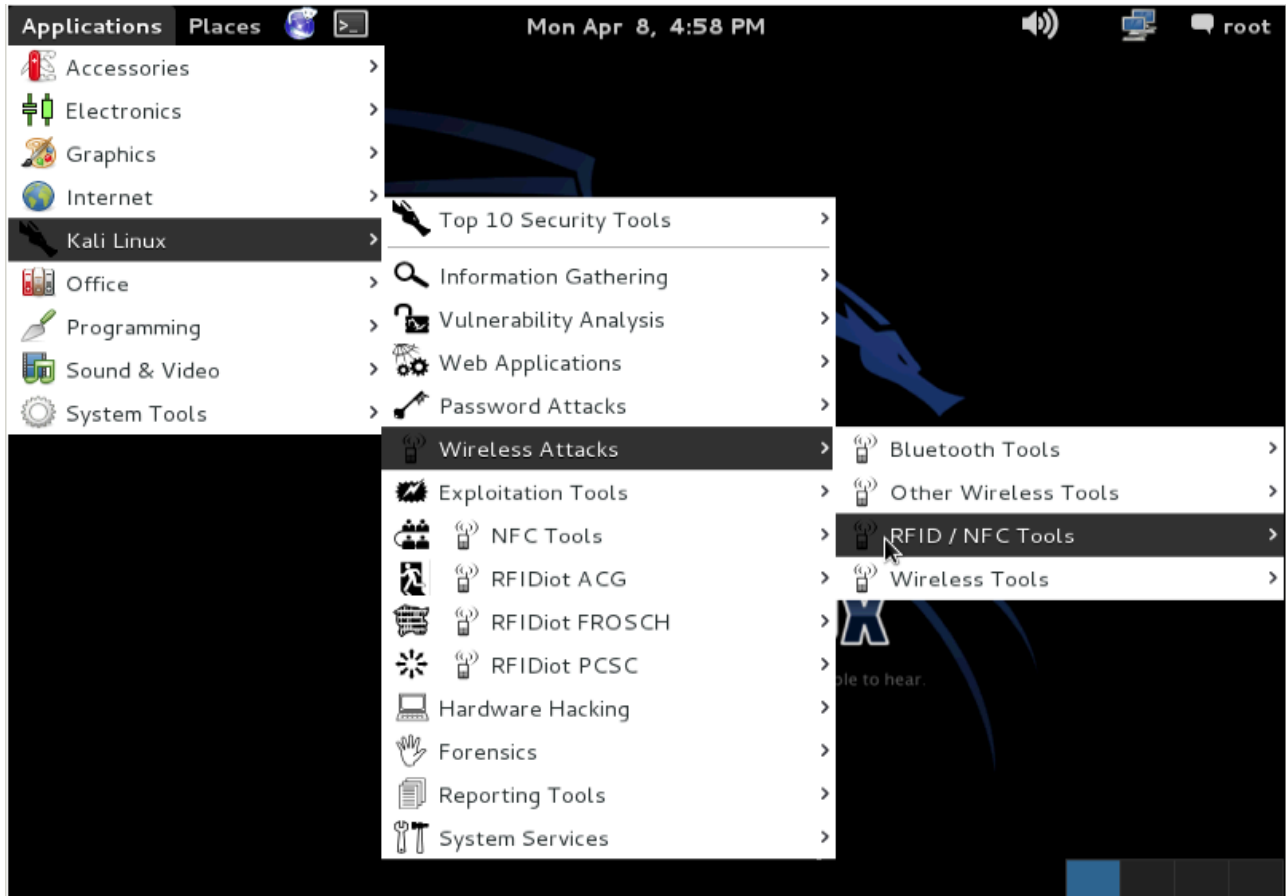 Applications Places Mon Apr 8, 4:58 PM root
Accessories
Electronics
Graphics
Internet
Kali Linux
Office
Programming
Sound & Video
System Tools
Top 10 Security Tools
Information Gathering
Vulnerability Analysis
Web Applications
Password Attacks
Wireless Attacks
Exploitation Tools
NFC Tools
RFIDiot ACG
RFIDiot FROSCH
RFIDiot PCSC
Hardware Hacking
Forensics
Reporting Tools
System Services
Bluetooth Tools
Other Wireless Tools
RFID / NFC Tools
Wireless Tools
to hear.